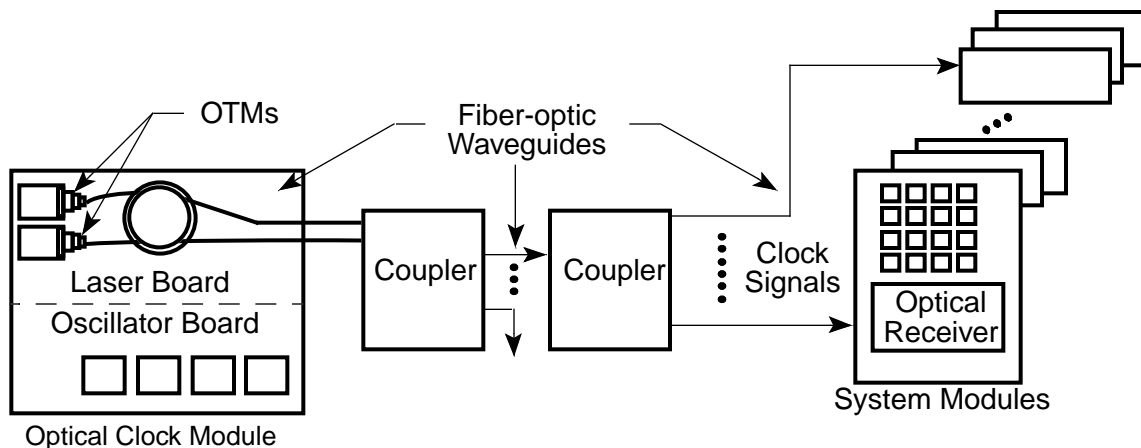 OTMs
Fiber-optic
Waveguides
Laser Board
Oscillator Board
Optical Clock Module
Coupler
Coupler
Clock
Signals
Optical
Receiver
System Modules